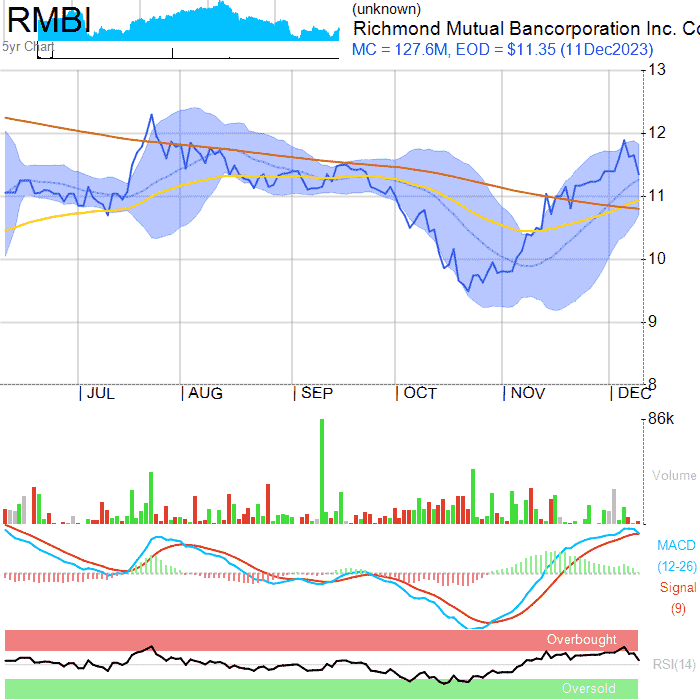 RMBI
(unknown)
Richmond Mutual Bancorporation Inc. Co
5yr Chart
MC = 127.6M, EOD = $11.35 (11Dec2023)
13
12
11
10
9
8
JUL AUG SEP OCT NOV DEC
86k
Volume
MACD
(12-26)
Signal
(9)
Overbought
RSI(14)
Oversold